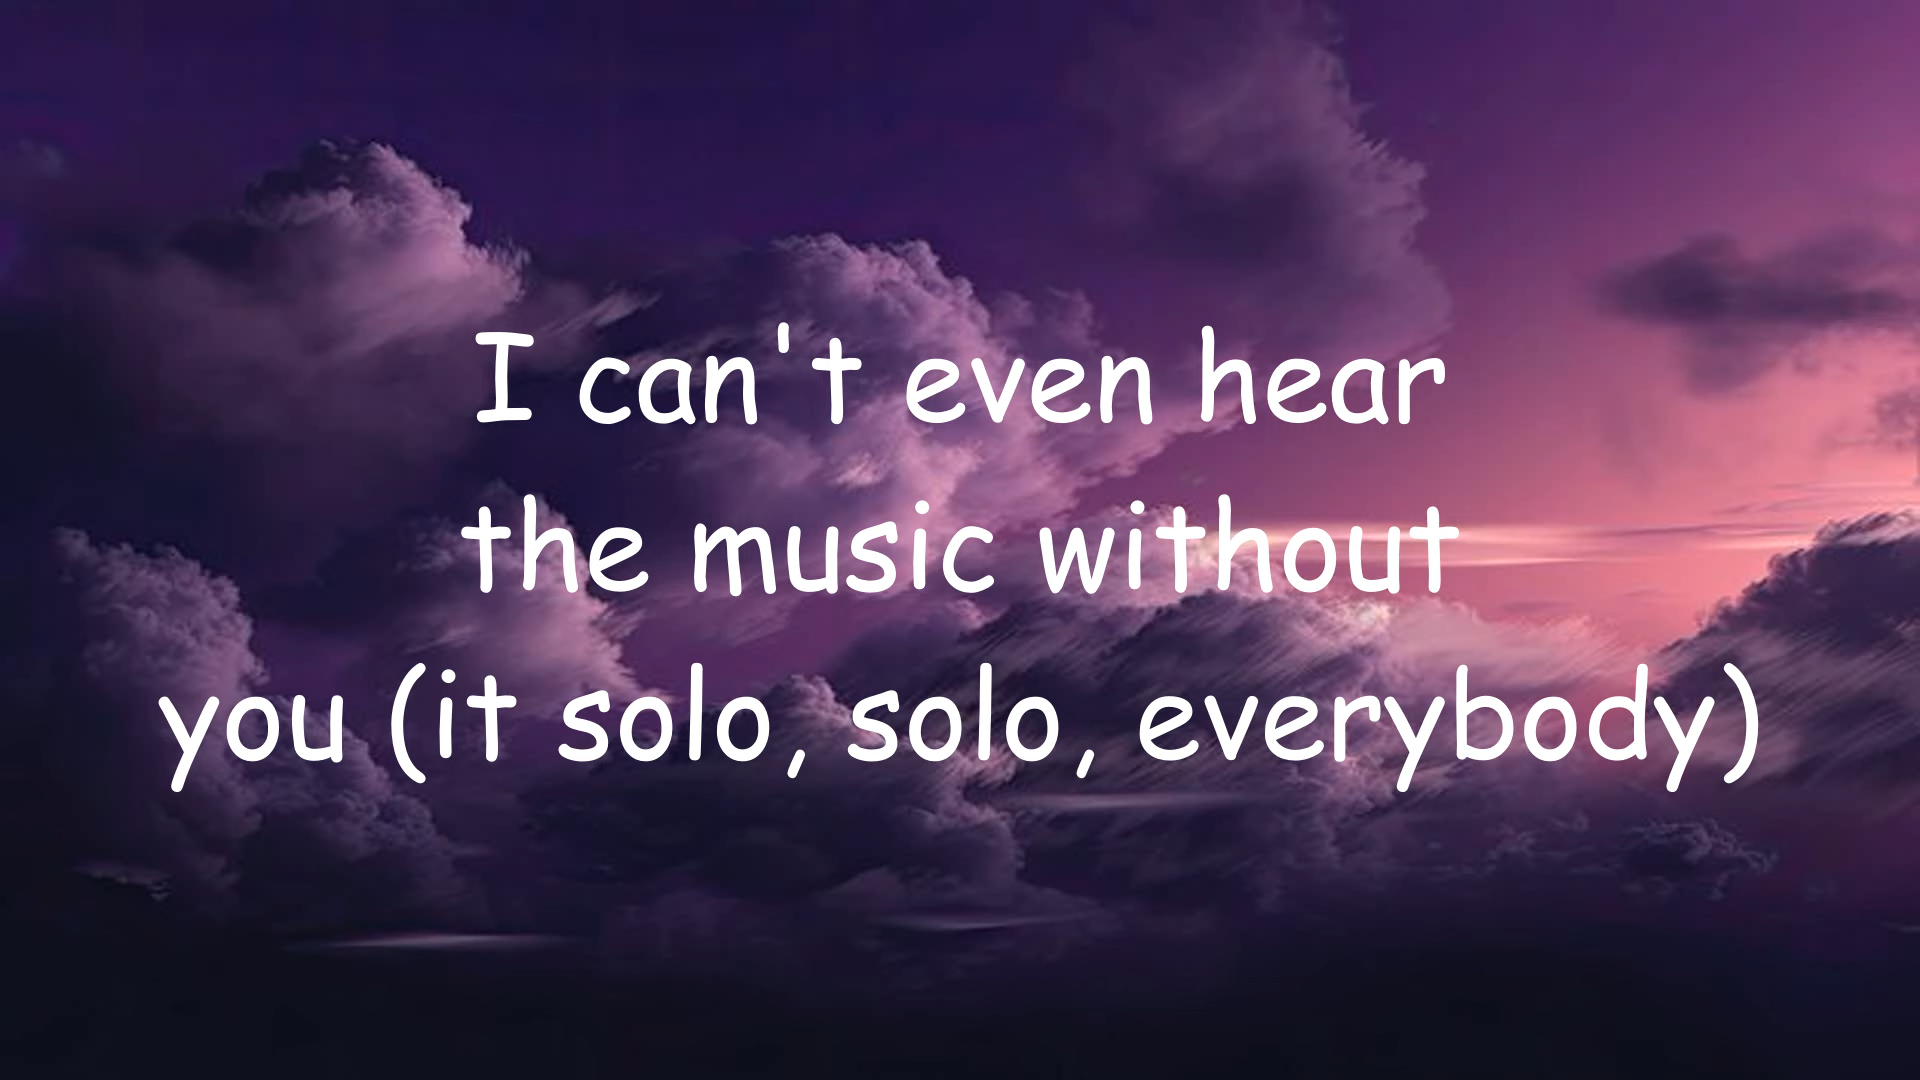 I can't even hear
the music without
you (it solo, solo, everybody)